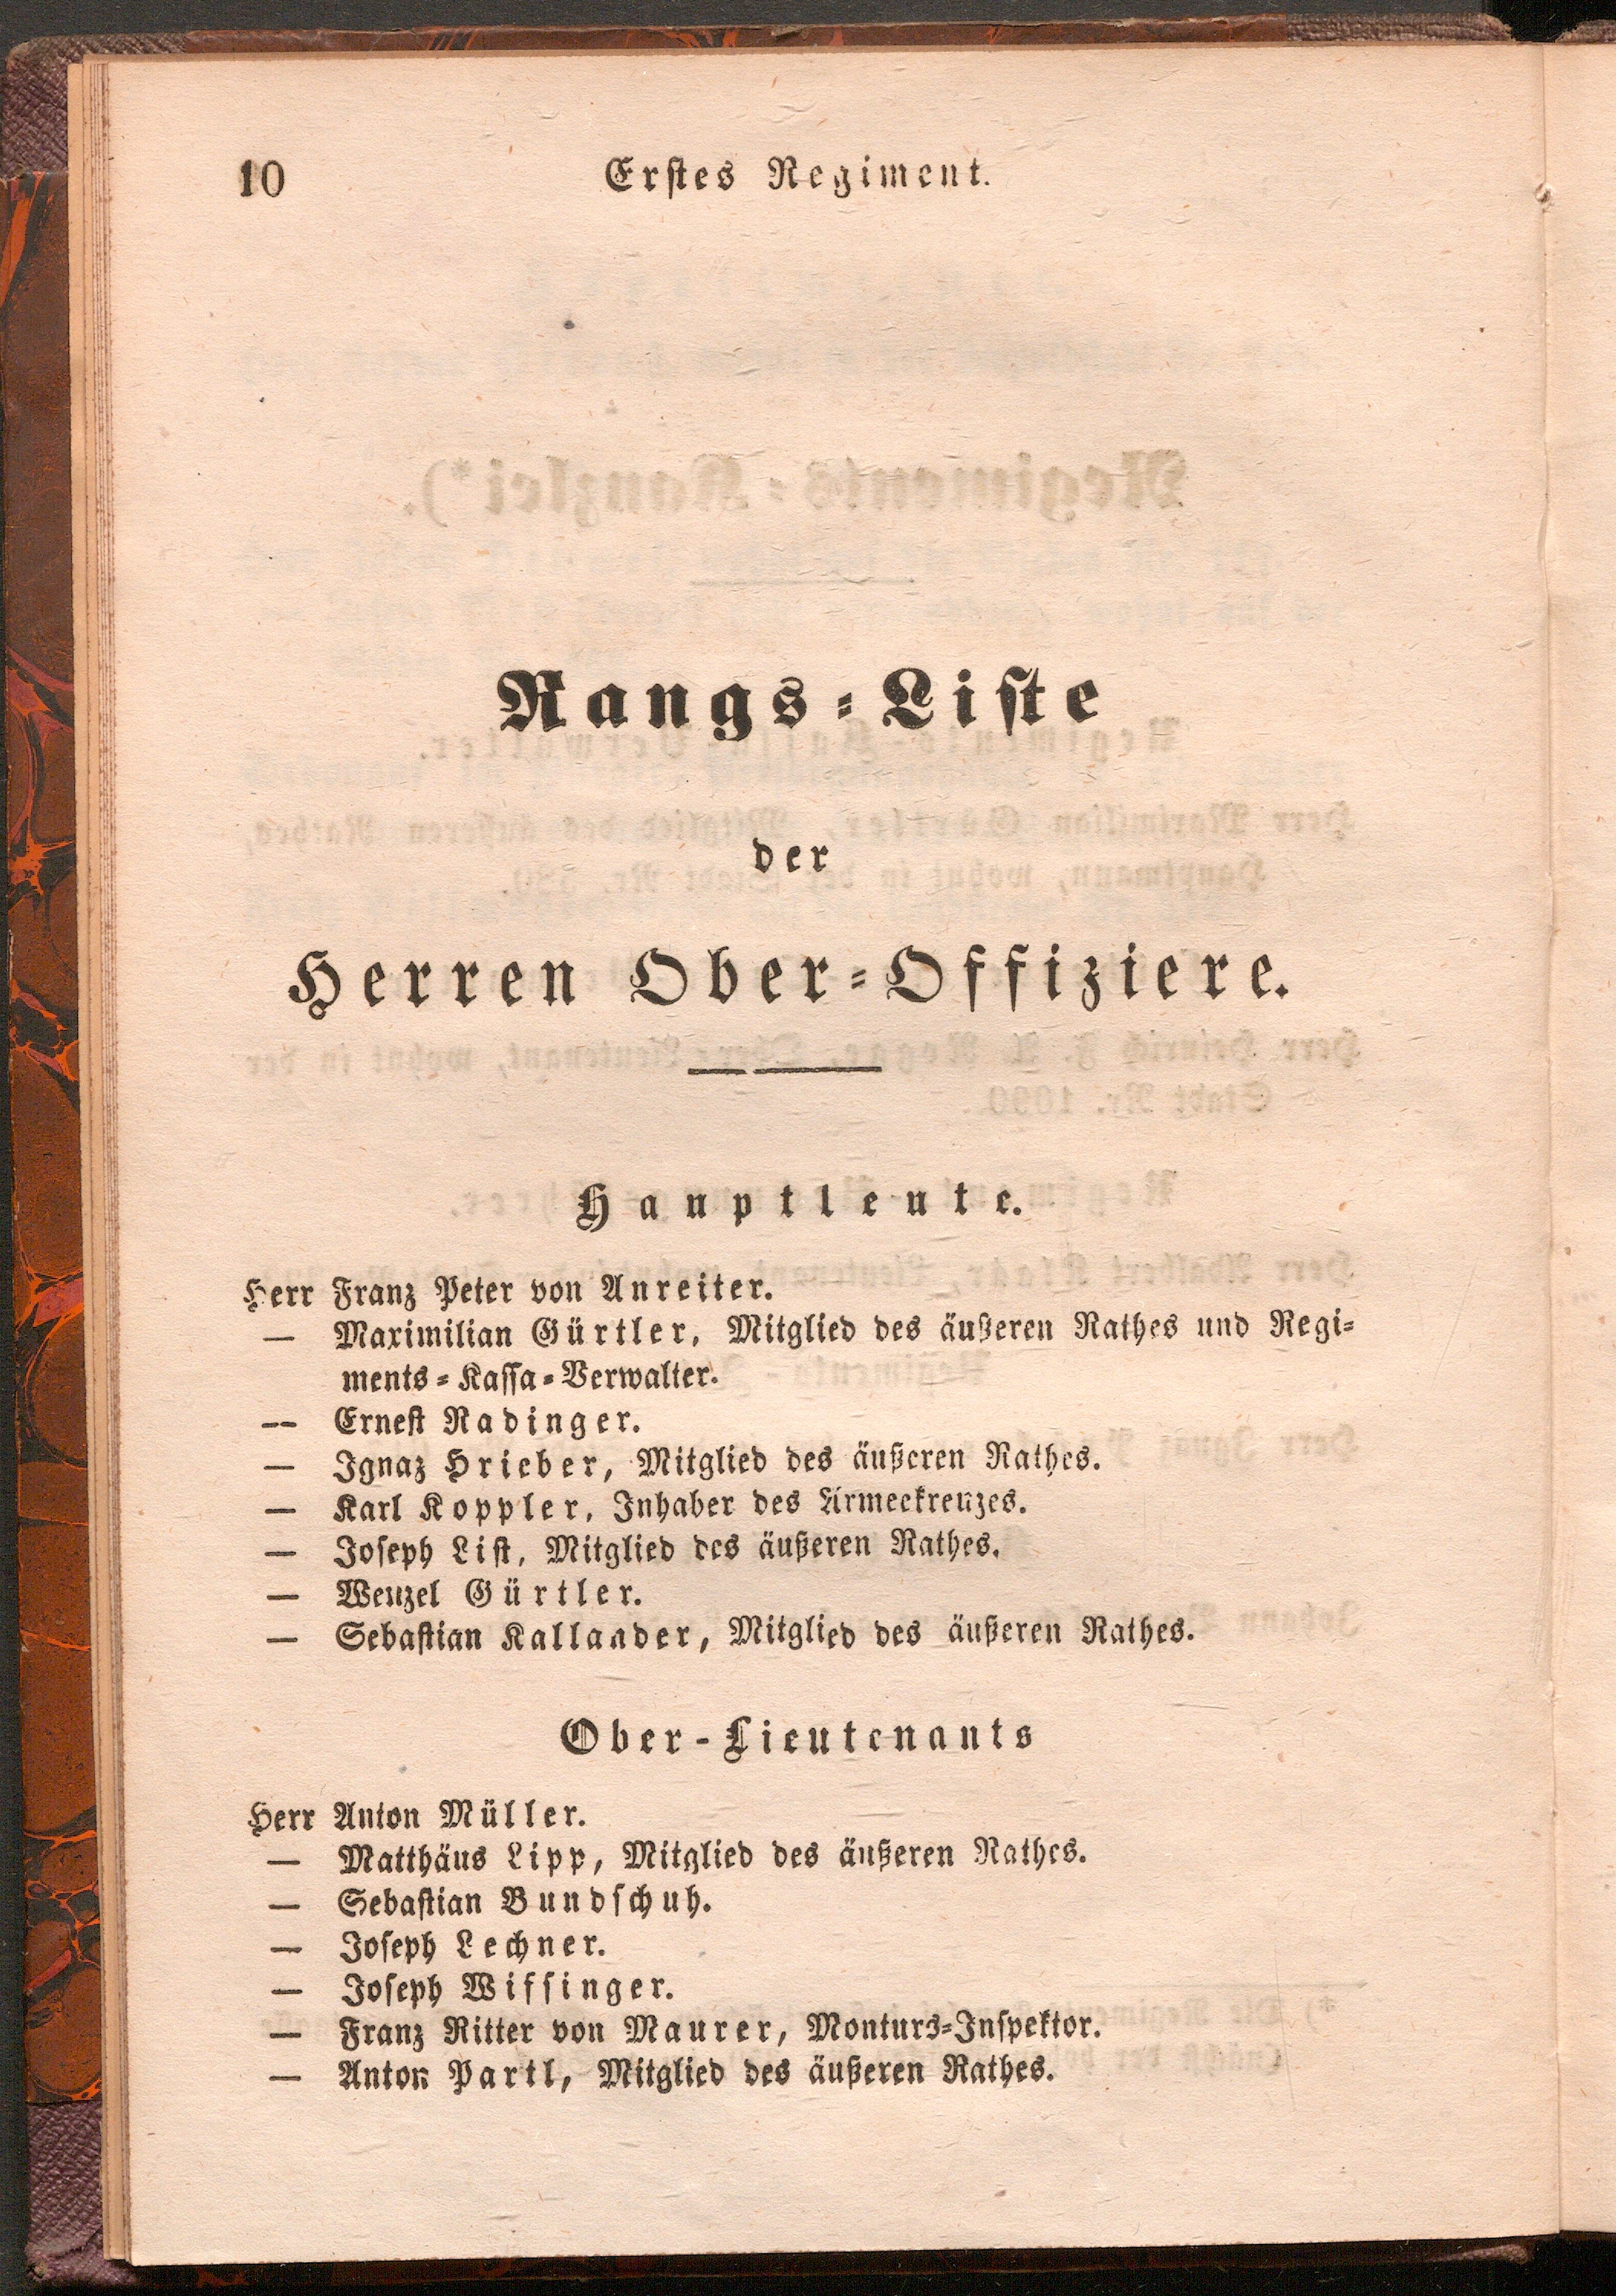 10
Erstes Regiment.
Rangs-Liste
der
Herren Ober-Offiziere.
Hauptleute.
Herr Franz Peter von Anreiter.
— Maximilian Gürtler, Mitglied des äußeren Rathes und Regi-
ments-Kassa-Verwalter.
— Ernest Radinger.
— Ignaz Hrieber, Mitglied des äußeren Rathes.
— Karl Koppler, Inhaber des Armeekreuzes.
— Joseph List, Mitglied des äußeren Rathes.
— Wenzel Gürtler.
— Sebastian Kallander, Mitglied des äußeren Rathes.
Ober-Lieutenants
Herr Anton Müller.
— Matthäus Lipp, Mitglied des äußeren Rathes.
— Sebastian Bundschuh.
— Joseph Lechner.
— Joseph Wifsinger.
— Franz Ritter von Maurer, Monturs-Inspektor.
— Anton Partl, Mitglied des äußeren Rathes.